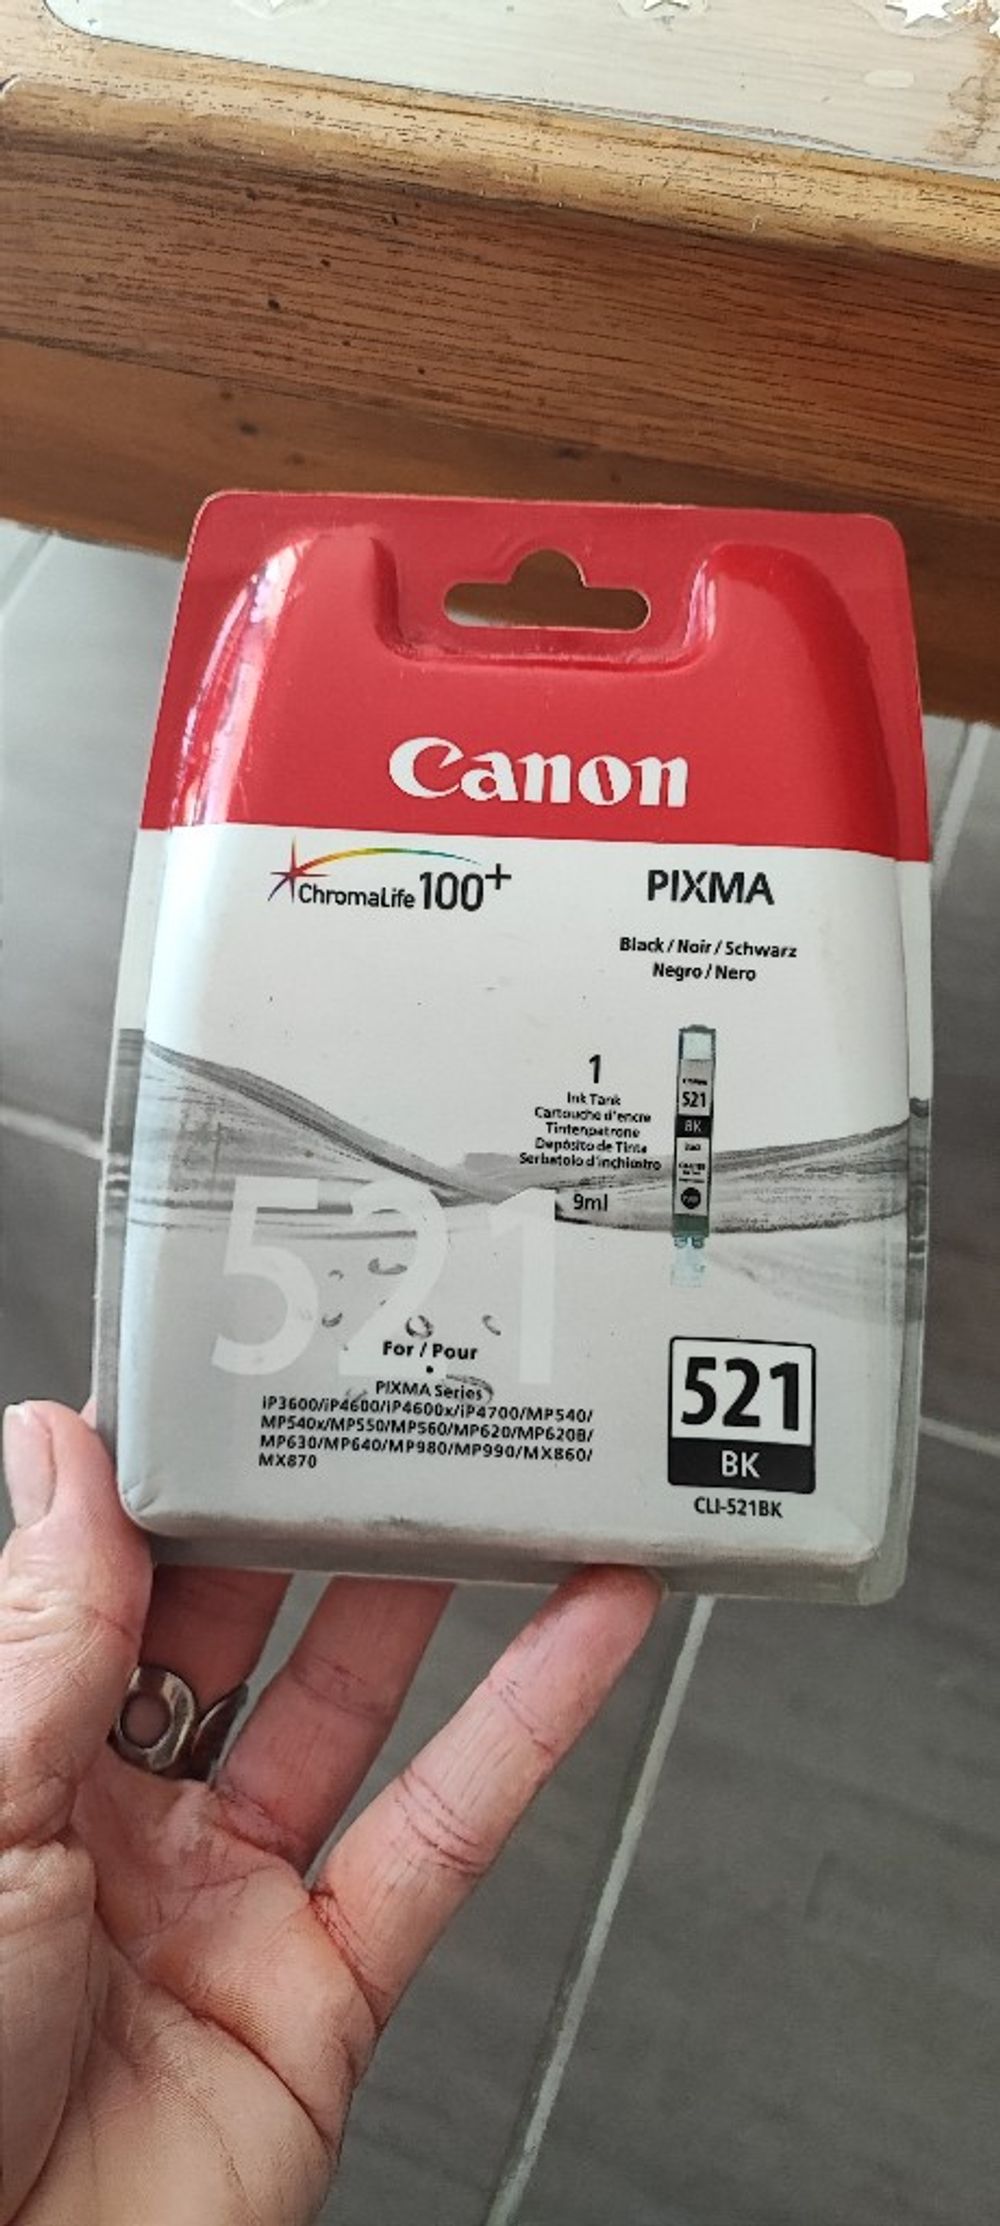 Canon
ChromaLife100+
PIXMA
Black / Noir / Schwarz
Negro / Nero
1
Ink Tank
Cartouche d'encre
Tintenpatrone
Depósito de Tinta
Serbatoio d'inchiostro
9ml
Canon
521
BK
521
For / Pour
PIXMA Series
iP3600/iP4600/iP4600x/iP4700/MP540/
MP540x/MP550/MP560/MP620/MP620B/
MP630/MP640/MP980/MP990/MX860/
MX870
521
BK
CLI-521BK